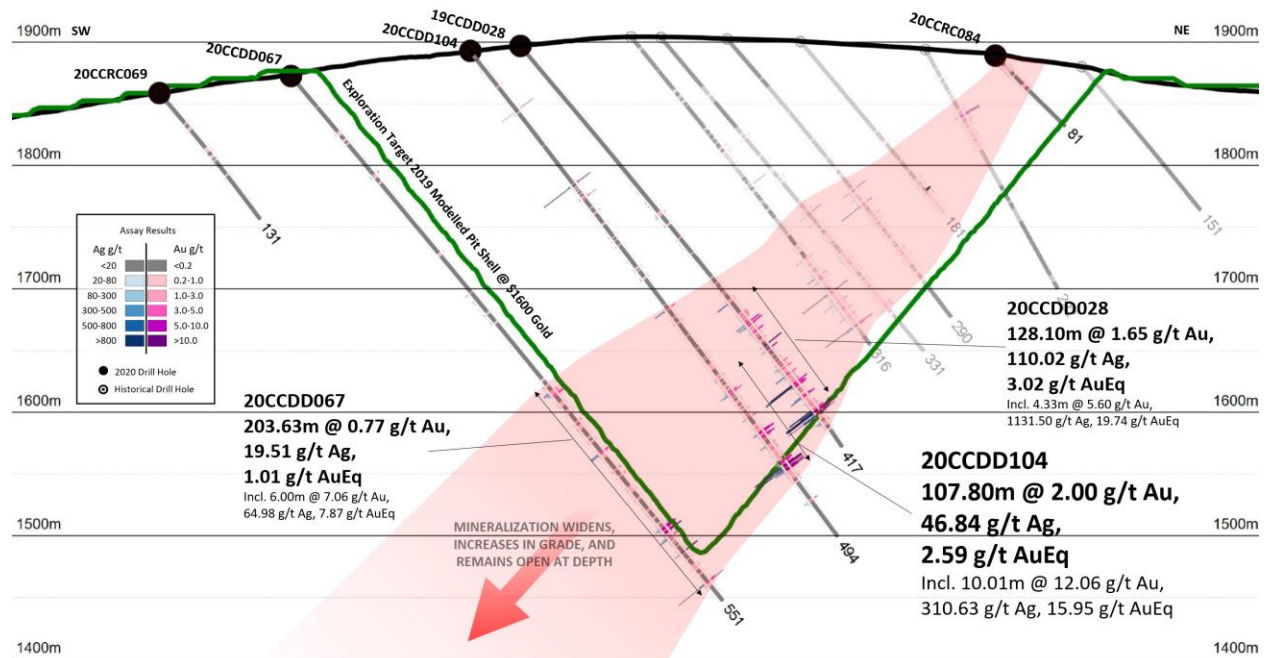 1900m SW
20CCRC069
20CCDD067
20CCDD104
19CCDD028
20CCRC084
NE 1900m
1800m
1800m
1700m
1700m
1600m
1600m
1500m
1500m
1400m
1400m
Exploration Target 2019 Modelled Pit Shell @ $1600 Gold
Assay Results
Ag g/t Au g/t
<20 <0.2
20-80 0.2-1.0
80-300 1.0-3.0
300-500 3.0-5.0
500-800 5.0-10.0
>800 >10.0
2020 Drill Hole
Historical Drill Hole
131
81
151
181
290
331
316
417
494
551
20CCDD067
203.63m @ 0.77 g/t Au,
19.51 g/t Ag,
1.01 g/t AuEq
Incl. 6.00m @ 7.06 g/t Au,
64.98 g/t Ag, 7.87 g/t AuEq
MINERALIZATION WIDENS,
INCREASES IN GRADE, AND
REMAINS OPEN AT DEPTH
20CCDD028
128.10m @ 1.65 g/t Au,
110.02 g/t Ag,
3.02 g/t AuEq
Incl. 4.33m @ 5.60 g/t Au,
1131.50 g/t Ag, 19.74 g/t AuEq
20CCDD104
107.80m @ 2.00 g/t Au,
46.84 g/t Ag,
2.59 g/t AuEq
Incl. 10.01m @ 12.06 g/t Au,
310.63 g/t Ag, 15.95 g/t AuEq